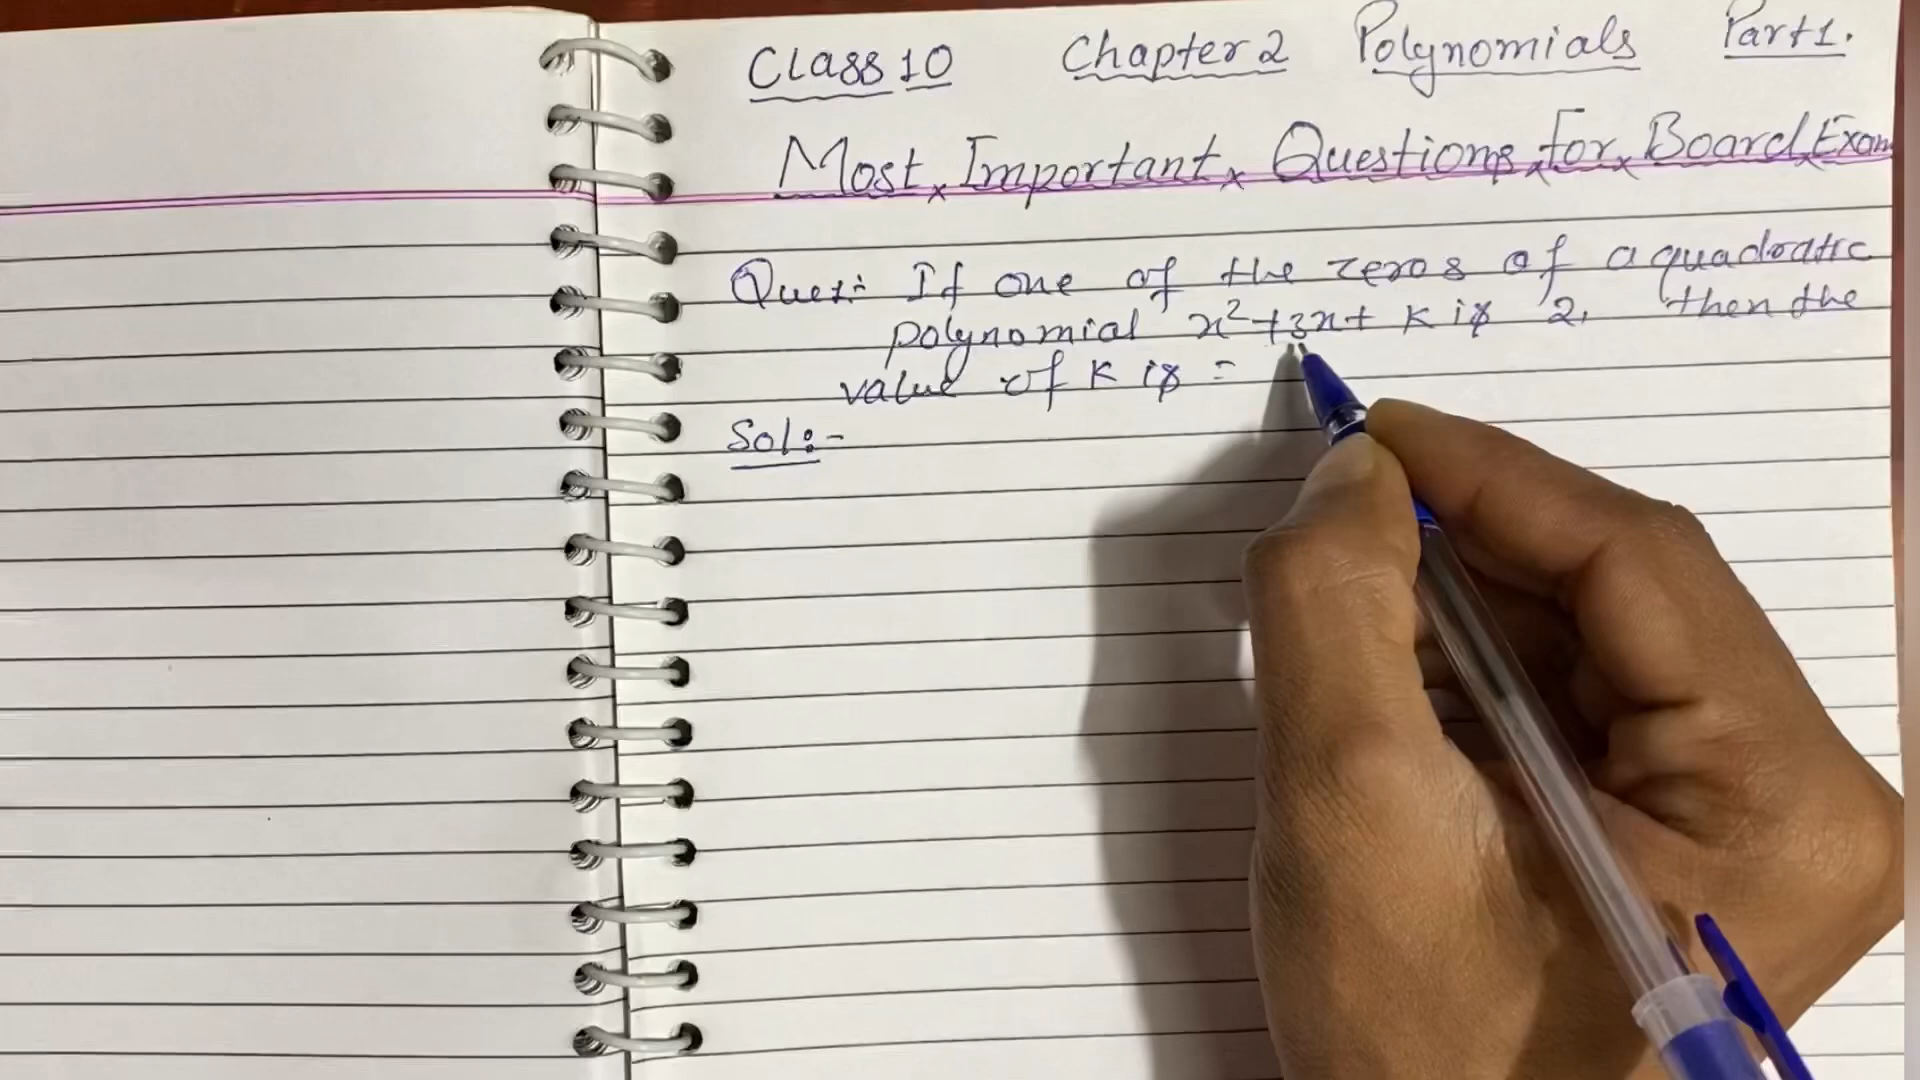 Class 10 Chapter 2 Polynomials Part 1.
Most Important Questions For Board Exam
Ques1:- If one of the zeros of a quadratic
polynomial x²+3x+ K is 2, then the
value of K is =
Sol:-